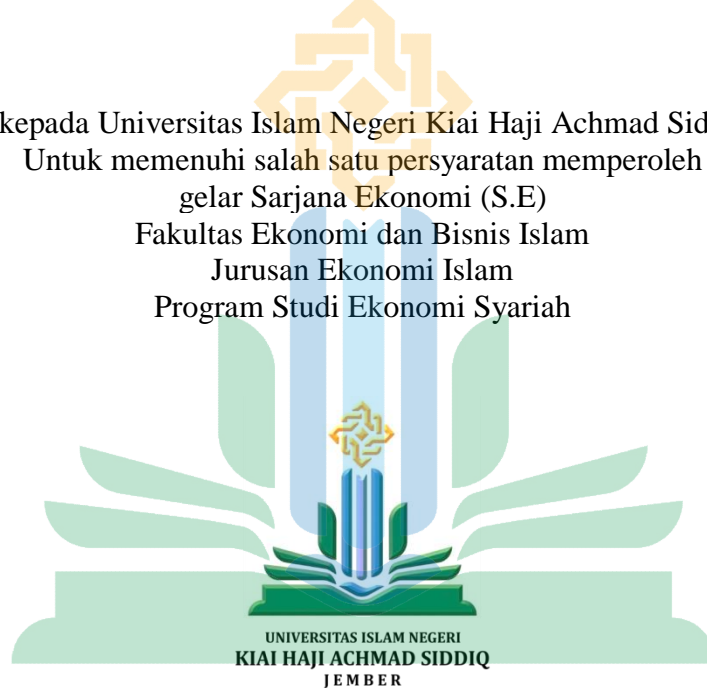 kepada Universitas Islam Negeri Kiai Haji Achmad Sid
Untuk memenuhi salah satu persyaratan memperoleh
gelar Sarjana Ekonomi (S.E)
Fakultas Ekonomi dan Bisnis Islam
Jurusan Ekonomi Islam
Program Studi Ekonomi Syariah
UNIVERSITAS ISLAM NEGERI
KIAI HAJI ACHMAD SIDDIQ
JEMBER